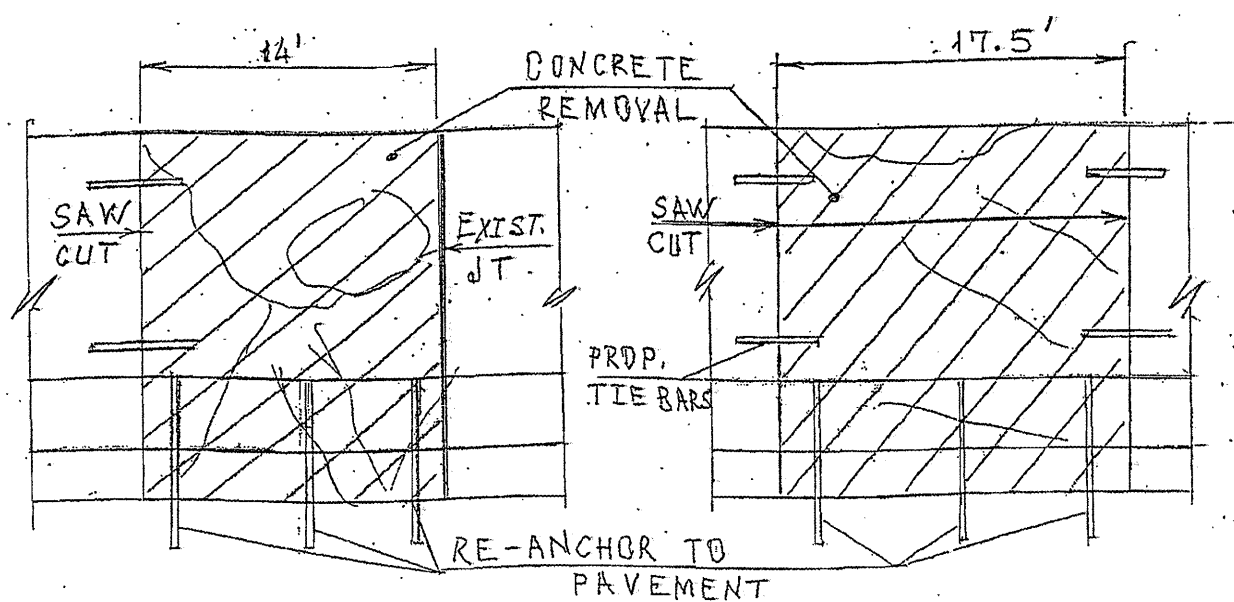 14'
17.5'
CONCRETE
REMOVAL
SAW
CUT
EXIST.
JT.
SAW
CUT
PROP.
TIE BARS
RE-ANCHOR TO
PAVEMENT